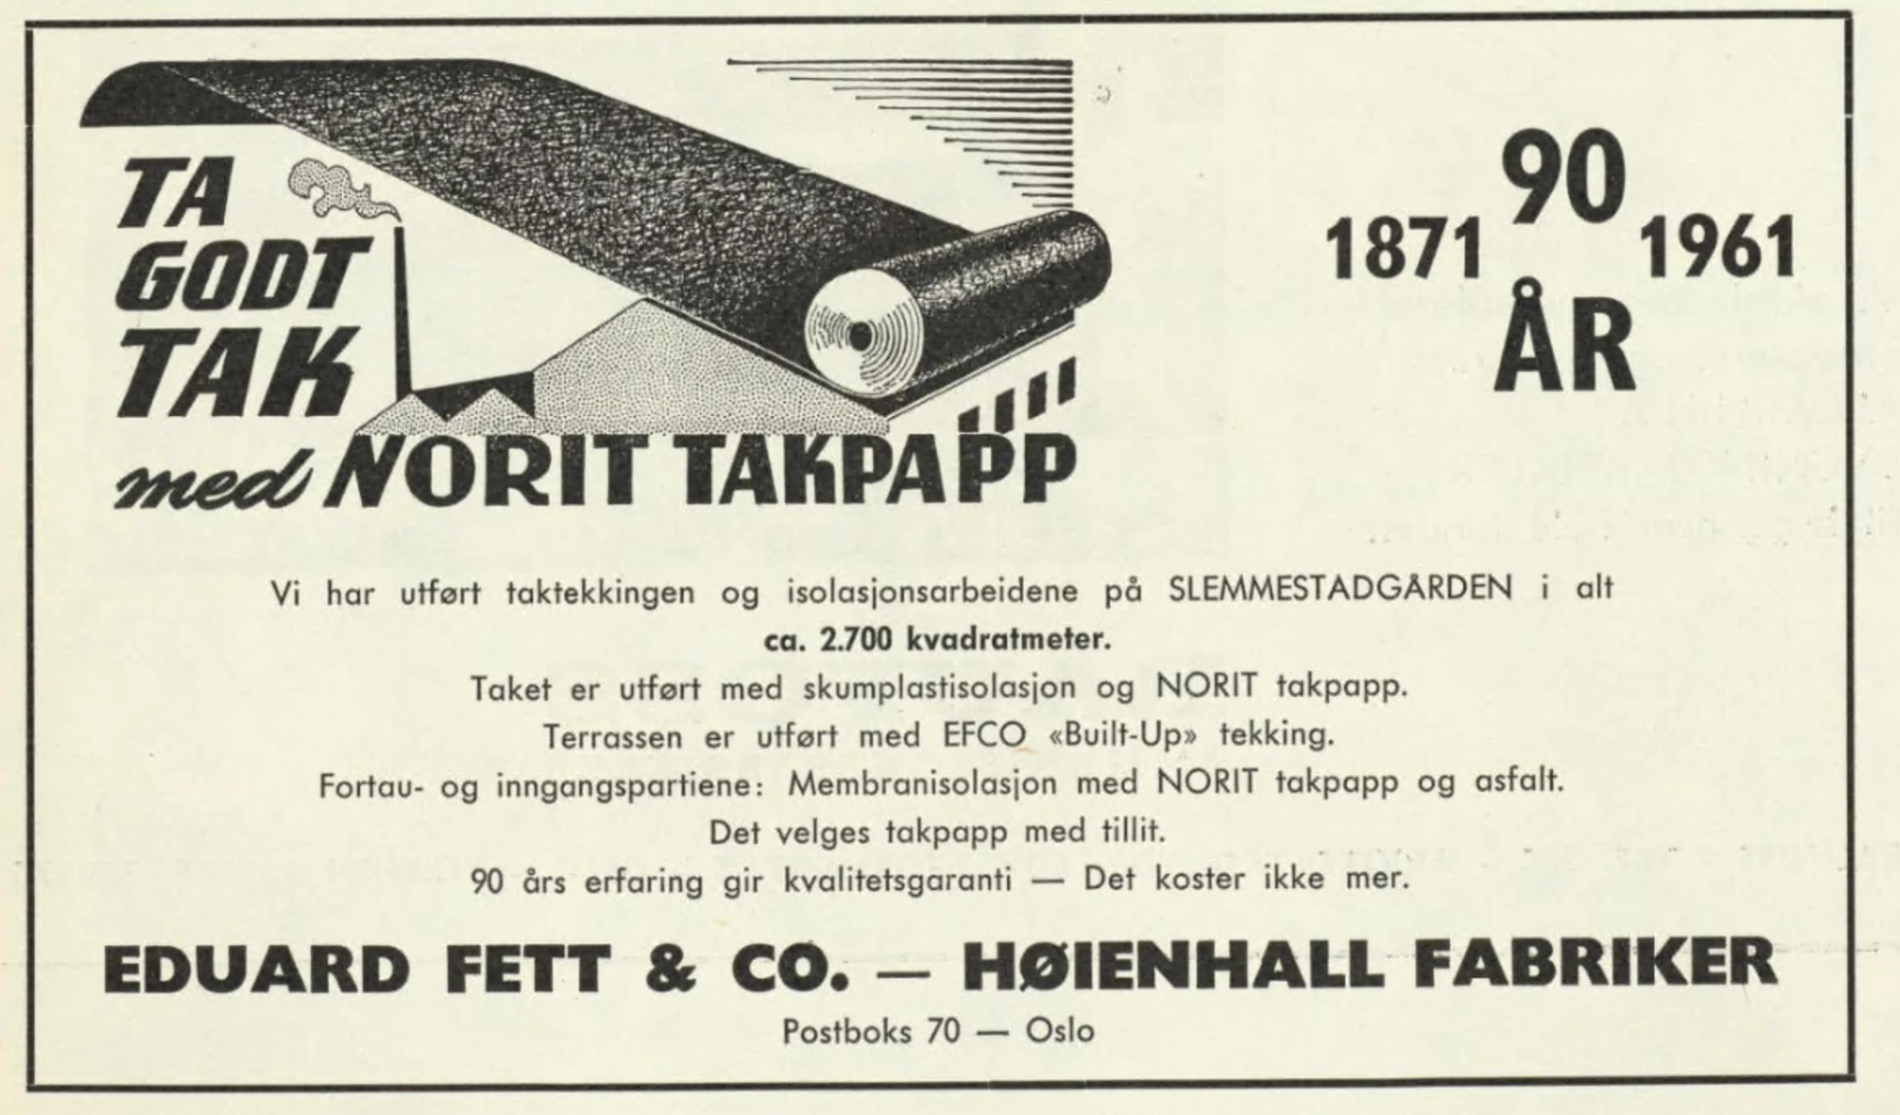 TA
GODT
TAK
med NORIT TAKPAPP
90
1871 1961
ÅR
Vi har utført taktekkingen og isolasjonsarbeidene på SLEMMESTADGÅRDEN i alt
ca. 2.700 kvadratmeter.
Taket er utført med skumplastisolasjon og NORIT takpapp.
Terrassen er utført med EFCO «Built-Up» tekking.
Fortau- og inngangspartiene: Membranisolasjon med NORIT takpapp og asfalt.
Det velges takpapp med tillit.
90 års erfaring gir kvalitetsgaranti — Det koster ikke mer.
EDUARD FETT & CO. — HØIENHALL FABRIKER
Postboks 70 — Oslo